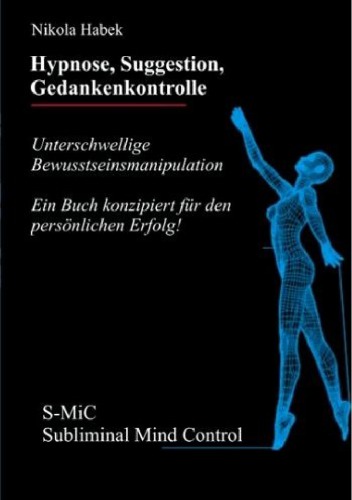 Nikola Habek
Hypnose, Suggestion,
Gedankenkontrolle
Unterschwellige
Bewusstseinsmanipulation
Ein Buch konzipiert für den
persönlichen Erfolg!
S-MiC
Subliminal Mind Control